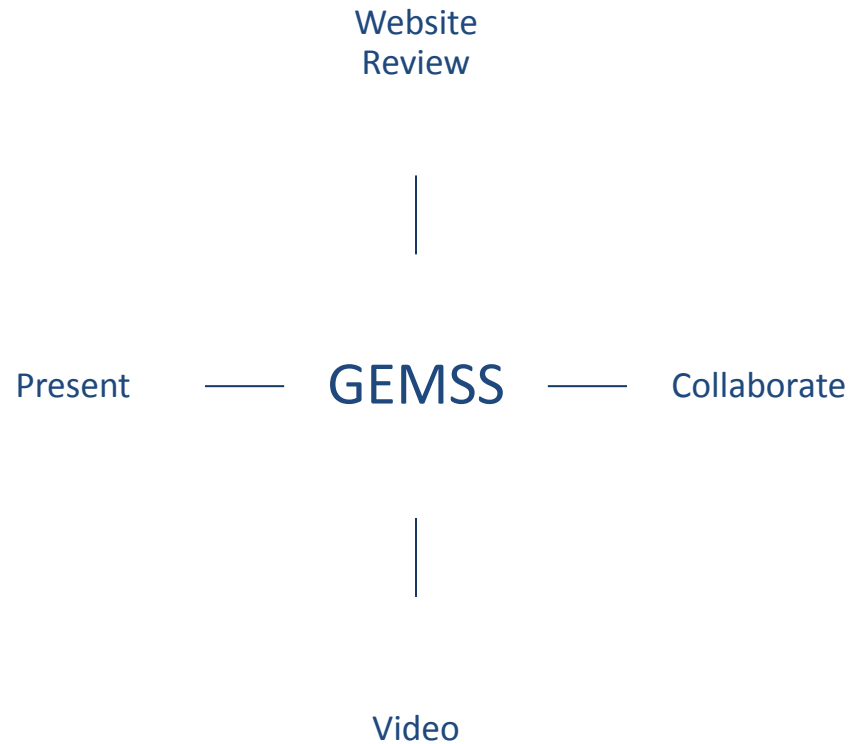 Website
Review
Present
GEMSS
Collaborate
Video